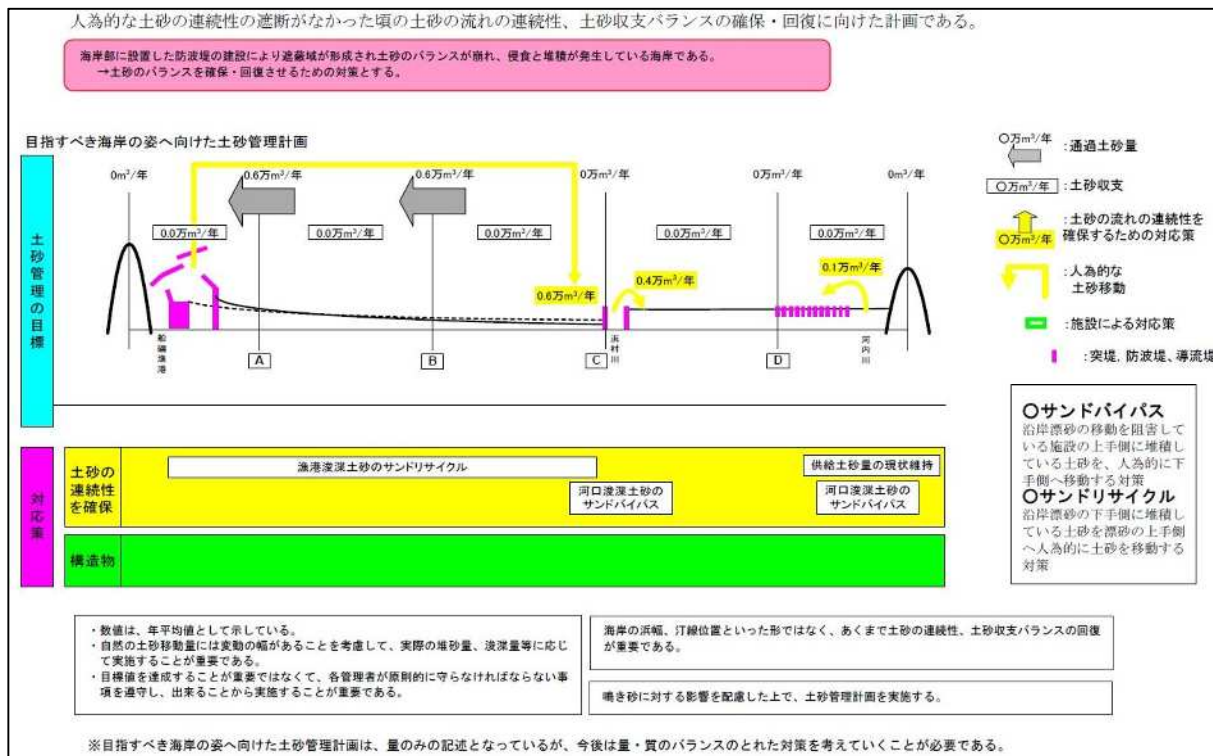 人為的な土砂の連続性の遮断がなかった頃の土砂の流れの連続性、土砂収支バランスの確保・回復に向けた計画である。
海岸部に設置した防波堤の建設により遮蔽域が形成され土砂のバランスが崩れ、侵食と堆積が発生している海岸である。
→土砂のバランスを確保・回復させるための対策とする。
目指すべき海岸の姿へ向けた土砂管理計画
土砂管理の目標
0m³/年
0.6万m³/年
0.6万m³/年
0万m³/年
0万m³/年
0m³/年
0.0万m³/年
0.0万m³/年
0.0万m³/年
0.0万m³/年
0.0万m³/年
0.6万m³/年
0.4万m³/年
0.1万m³/年
船磯漁港
浜村川
河内川
A
B
C
D
〇万m³/年
:通過土砂量
〇万m³/年
:土砂収支
:土砂の流れの連続性を
確保するための対応策
〇万m³/年
:人為的な
土砂移動
:施設による対応策
:突堤，防波堤、導流堤
〇サンドバイパス
沿岸漂砂の移動を阻害して
いる施設の上手側に堆積し
ている土砂を、人為的に下
手側へ移動する対策
〇サンドリサイクル
沿岸漂砂の下手側に堆積し
ている土砂を漂砂の上手側
へ人為的に土砂を移動する
対策
対応策
土砂の
連続性
を確保
漁港浚渫土砂のサンドリサイクル
河口浚渫土砂の
サンドバイパス
供給土砂量の現状維持
河口浚渫土砂の
サンドバイパス
構造物
・数値は、年平均値として示している。
・自然の土砂移動量には変動の幅があることを考慮して、実際の堆砂量、浚渫量等に応じ
て実施することが重要である。
・目標値を達成することが重要ではなくて、各管理者が原則的に守らなければならない事
項を遵守し、出来ることから実施することが重要である。
海岸の浜幅、汀線位置といった形ではなく、あくまで土砂の連続性、土砂収支バランスの回復
が重要である。
鳴き砂に対する影響を配慮した上で、土砂管理計画を実施する。
※目指すべき海岸の姿へ向けた土砂管理計画は、量のみの記述となっているが、今後は量・質のバランスのとれた対策を考えていくことが必要である。